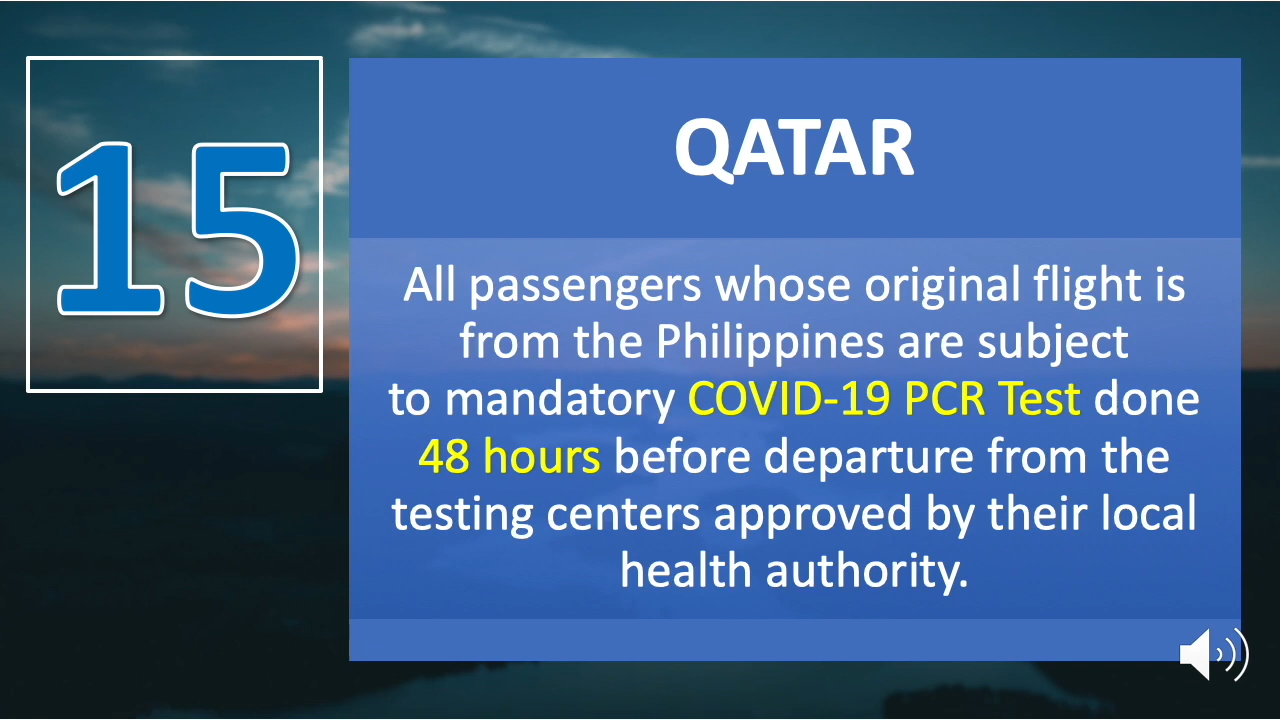 15
QATAR
All passengers whose original flight is
from the Philippines are subject
to mandatory COVID-19 PCR Test done
48 hours before departure from the
testing centers approved by their local
health authority.